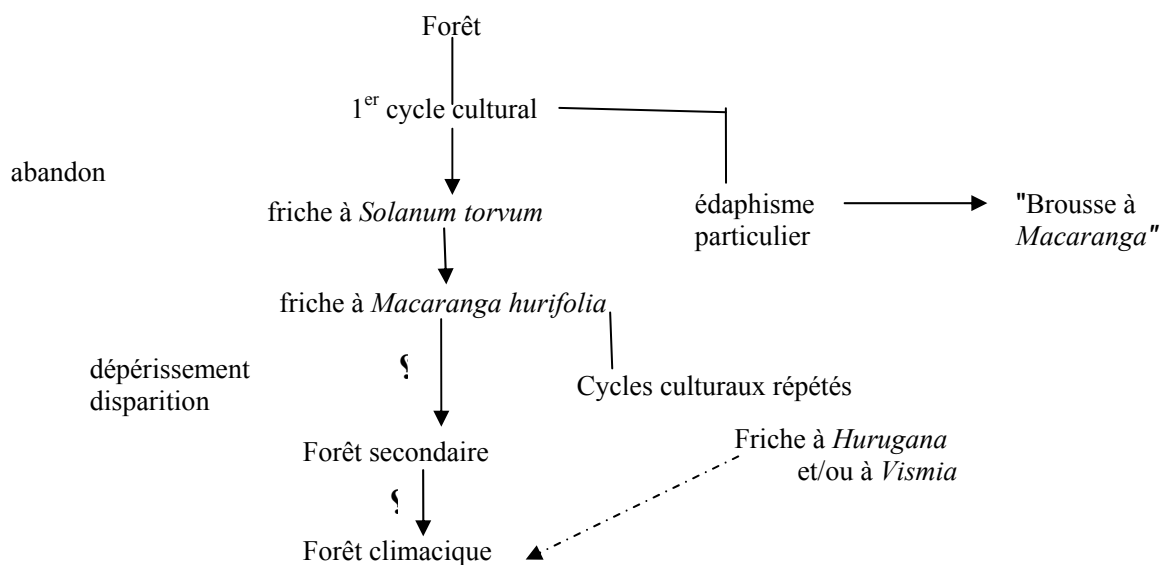 Forêt
1er cycle cultural
abandon
friche à Solanum torvum
édaphisme
particulier
"Brousse à
Macaranga"
friche à Macaranga hurifolia
dépérissement
disparition
Cycles culturaux répétés
Forêt secondaire
Friche à Hurugana
et/ou à Vismia
Forêt climacique